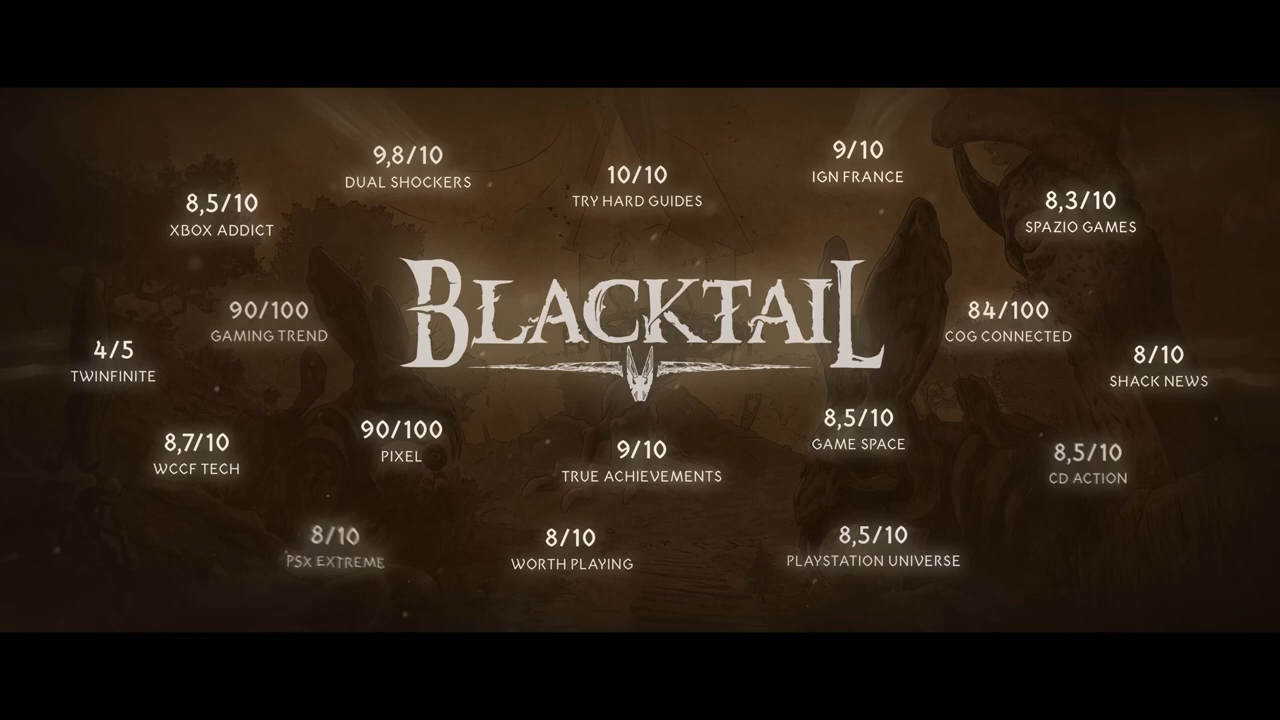 9,8/10
DUAL SHOCKERS
10/10
TRY HARD GUIDES
9/10
IGN FRANCE
8,5/10
XBOX ADDICT
8,3/10
SPAZIO GAMES
BLACKTAIL
90/100
GAMING TREND
84/100
COG CONNECTED
4/5
TWINFINITE
8/10
SHACK NEWS
8,7/10
WCCF TECH
90/100
PIXEL
9/10
TRUE ACHIEVEMENTS
8,5/10
GAME SPACE
8,5/10
CD ACTION
8/10
PSX EXTREME
8/10
WORTH PLAYING
8,5/10
PLAYSTATION UNIVERSE